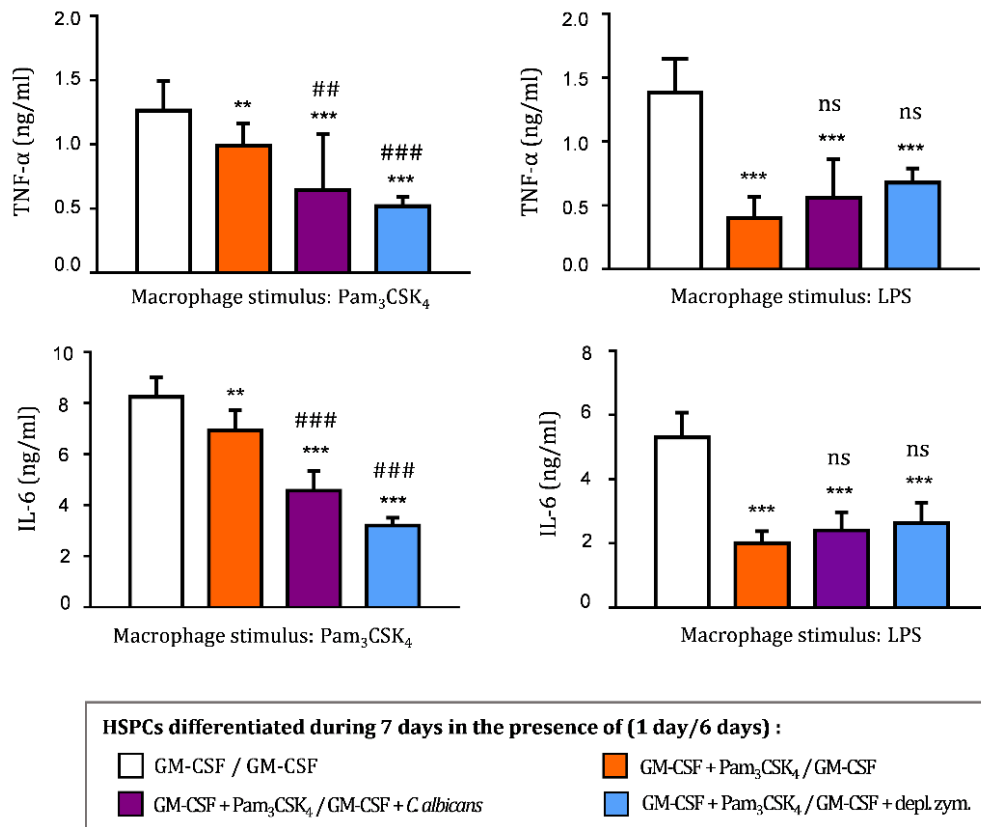 TNF-α (ng/ml)
2.0
1.5
1.0
0.5
0.0
**
##
***
###
***
Macrophage stimulus: Pam₃CSK₄
TNF-α (ng/ml)
2.0
1.5
1.0
0.5
0.0
***
ns
***
ns
***
Macrophage stimulus: LPS
IL-6 (ng/ml)
10
8
6
4
2
0
**
###
***
###
***
Macrophage stimulus: Pam₃CSK₄
IL-6 (ng/ml)
8
6
4
2
0
***
ns
***
ns
***
Macrophage stimulus: LPS
HSPCs differentiated during 7 days in the presence of (1 day/6 days) :
GM-CSF / GM-CSF
GM-CSF + Pam₃CSK₄ / GM-CSF
GM-CSF + Pam₃CSK₄ / GM-CSF + C. albicans
GM-CSF + Pam₃CSK₄ / GM-CSF + depl. zym.